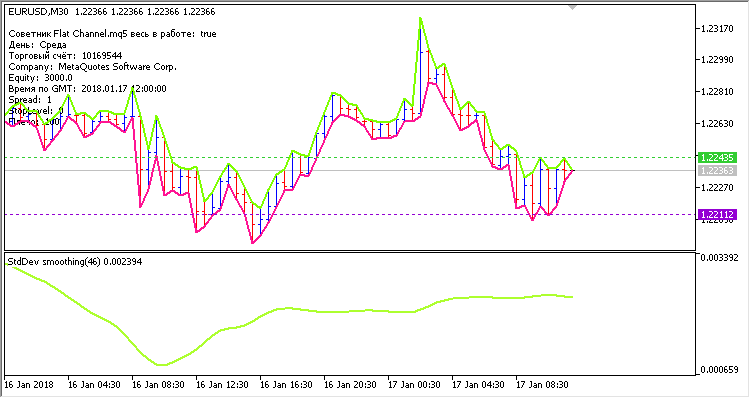 EURUSD,M30 1.22366 1.22366 1.22366 1.22366
Советник Flat Channel.mq5 весь в работе: true
День: Среда
Торговый счёт: 10169544
Company: MetaQuotes Software Corp.
Equity: 3000.0
Время по GMT: 2018.01.17 12:00:00
Spread: 1
StopLevel: 0
100
1.23170
1.22990
1.22810
1.22630
1.22435
1.22363
1.22270
1.22112
1.22090
StdDev smoothing(46) 0.002394
0.003392
0.000659
16 Jan 2018 16 Jan 04:30 16 Jan 08:30 16 Jan 12:30 16 Jan 16:30 16 Jan 20:30 17 Jan 00:30 17 Jan 04:30 17 Jan 08:30